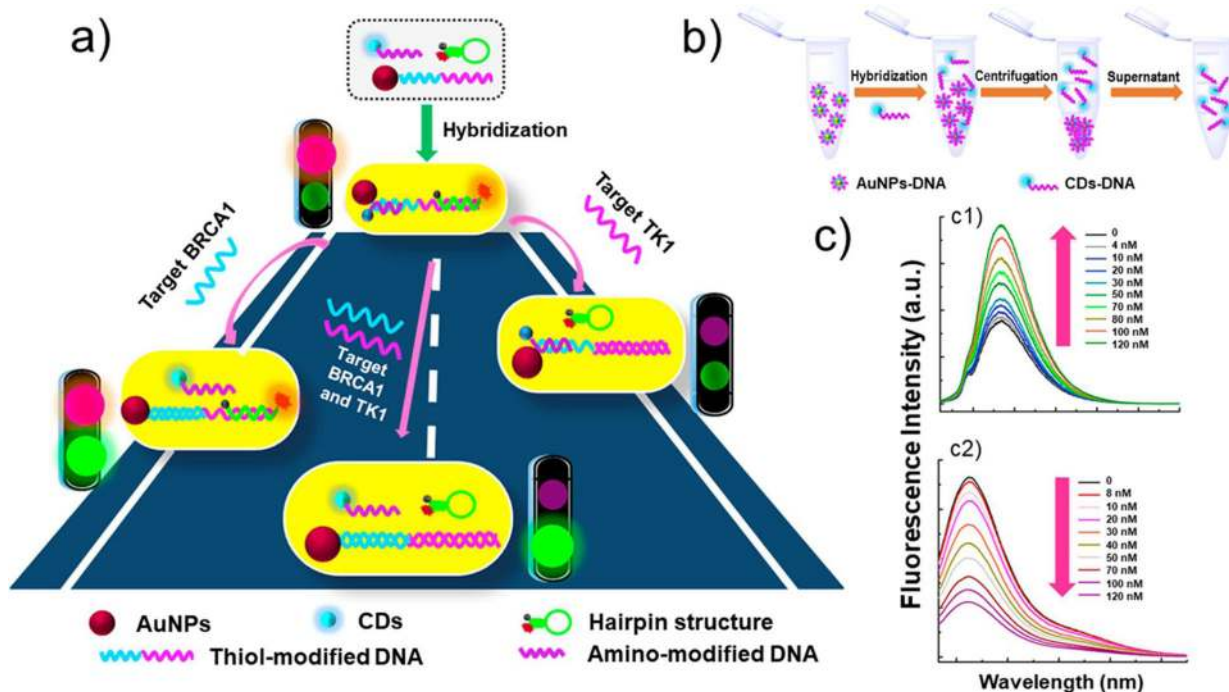 a)
Hybridization
Target BRCA1
Target TK1
Target
BRCA1
and TK1
AuNPs
CDs
Hairpin structure
Thiol-modified DNA
Amino-modified DNA
b)
Hybridization
Centrifugation
Supernatant
AuNPs-DNA
CDs-DNA
c)
Fluorescence Intensity (a.u.)
c1)
0
4 nM
10 nM
20 nM
30 nM
50 nM
70 nM
80 nM
100 nM
120 nM
c2)
0
8 nM
10 nM
20 nM
30 nM
40 nM
50 nM
70 nM
100 nM
120 nM
Wavelength (nm)